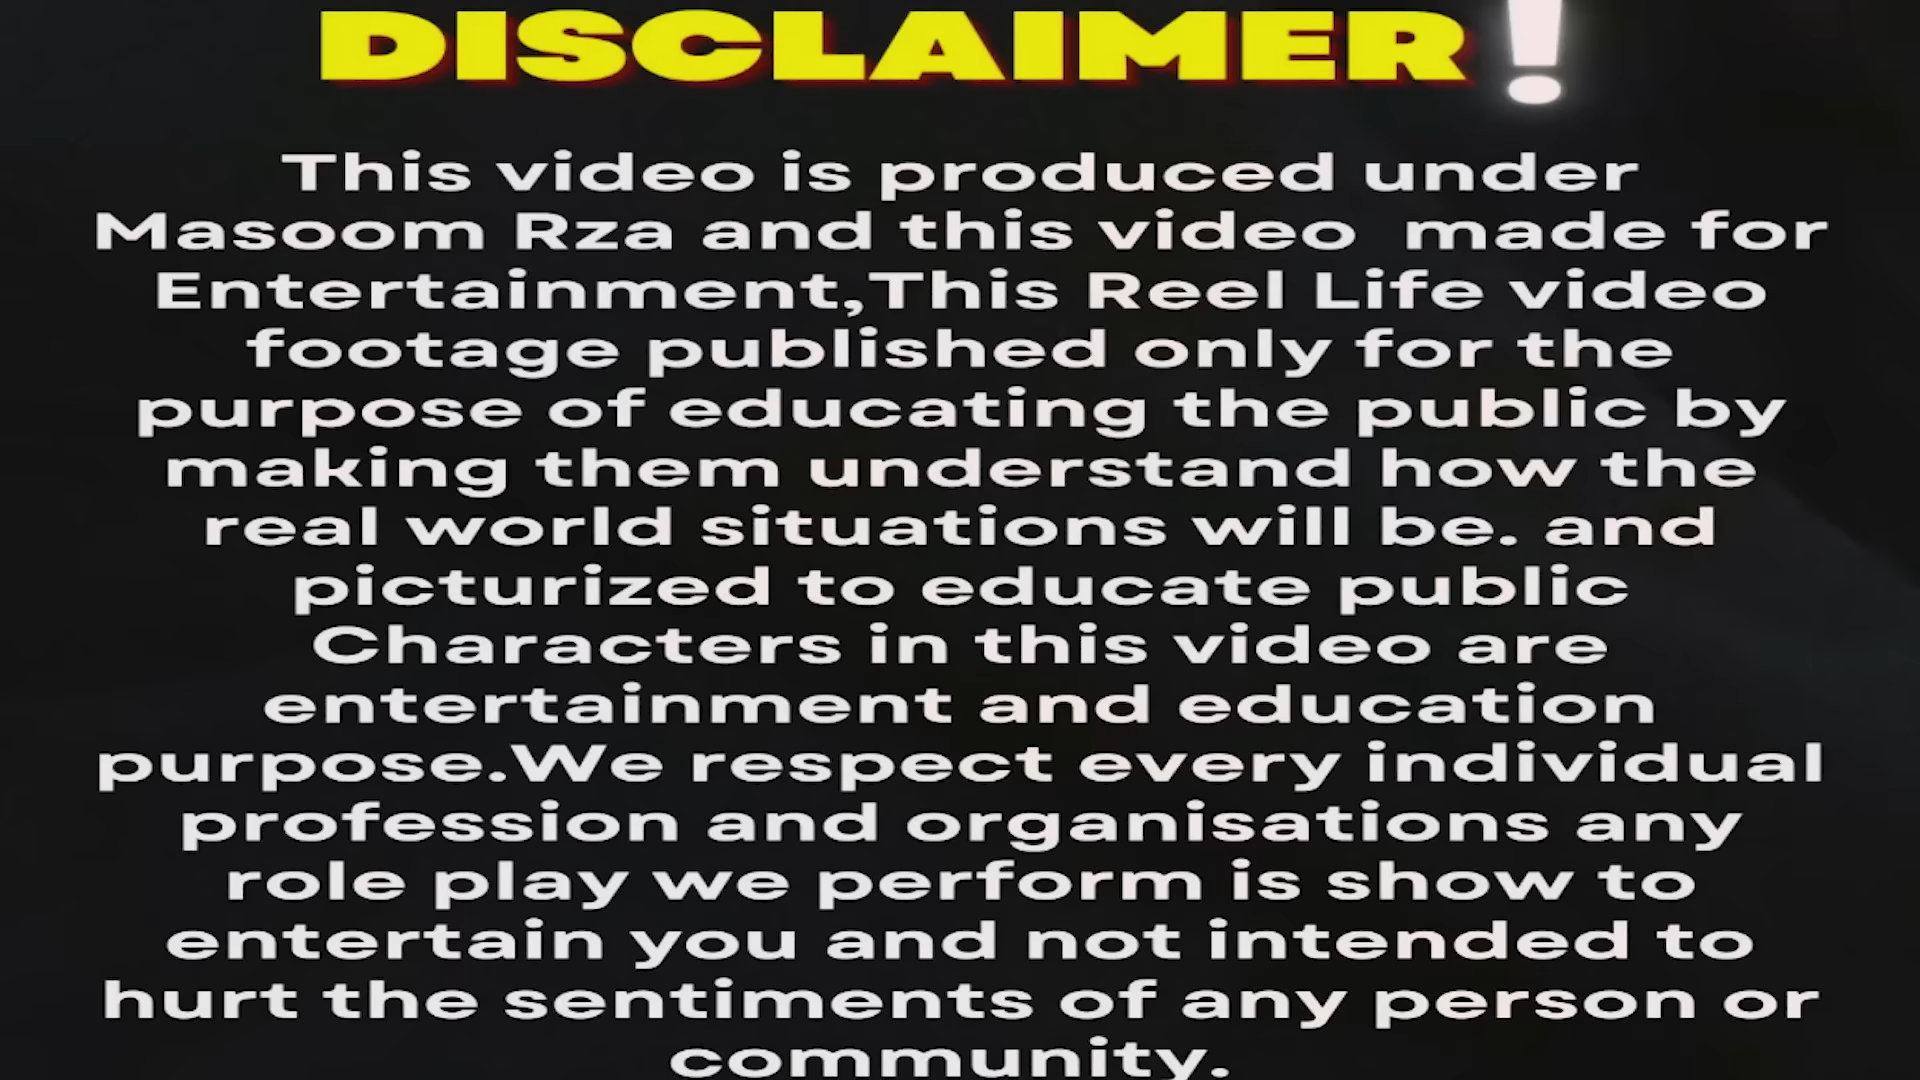 DISCLAIMER!
This video is produced under
Masoom Rza and this video  made for
Entertainment,This Reel Life video
footage published only for the
purpose of educating the public by
making them understand how the
real world situations will be. and
picturized to educate public
Characters in this video are
entertainment and education
purpose.We respect every individual
profession and organisations any
role play we perform is show to
entertain you and not intended to
hurt the sentiments of any person or
community.